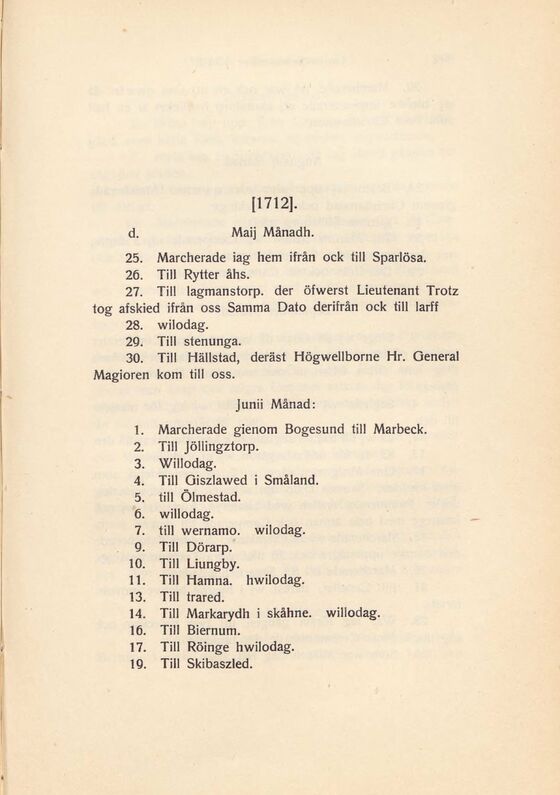 [1712].
d. Maij Månadh.
25. Marcherade iag hem ifrån ock till Sparlösa.
26. Till Rytter åhs.
27. Till lagmanstorp. der öfwerst Lieutenant Trotz
tog afskied ifrån oss Samma Dato derifrån ock till larff
28. wilodag.
29. Till stenunga.
30. Till Hällstad, deräst Högwellborne Hr. General
Magioren kom till oss.
Junii Månad:
1. Marcherade gienom Bogesund till Marbeck.
2. Till Jöllingztorp.
3. Willodag.
4. Till Giszlawed i Småland.
5. till Ölmestad.
6. willodag.
7. till wernamo. wilodag.
9. Till Dörarp.
10. Till Liungby.
11. Till Hamna. hwilodag.
13. Till trared.
14. Till Markarydh i skåhne. willodag.
16. Till Biernum.
17. Till Röinge hwilodag.
19. Till Skibaszled.